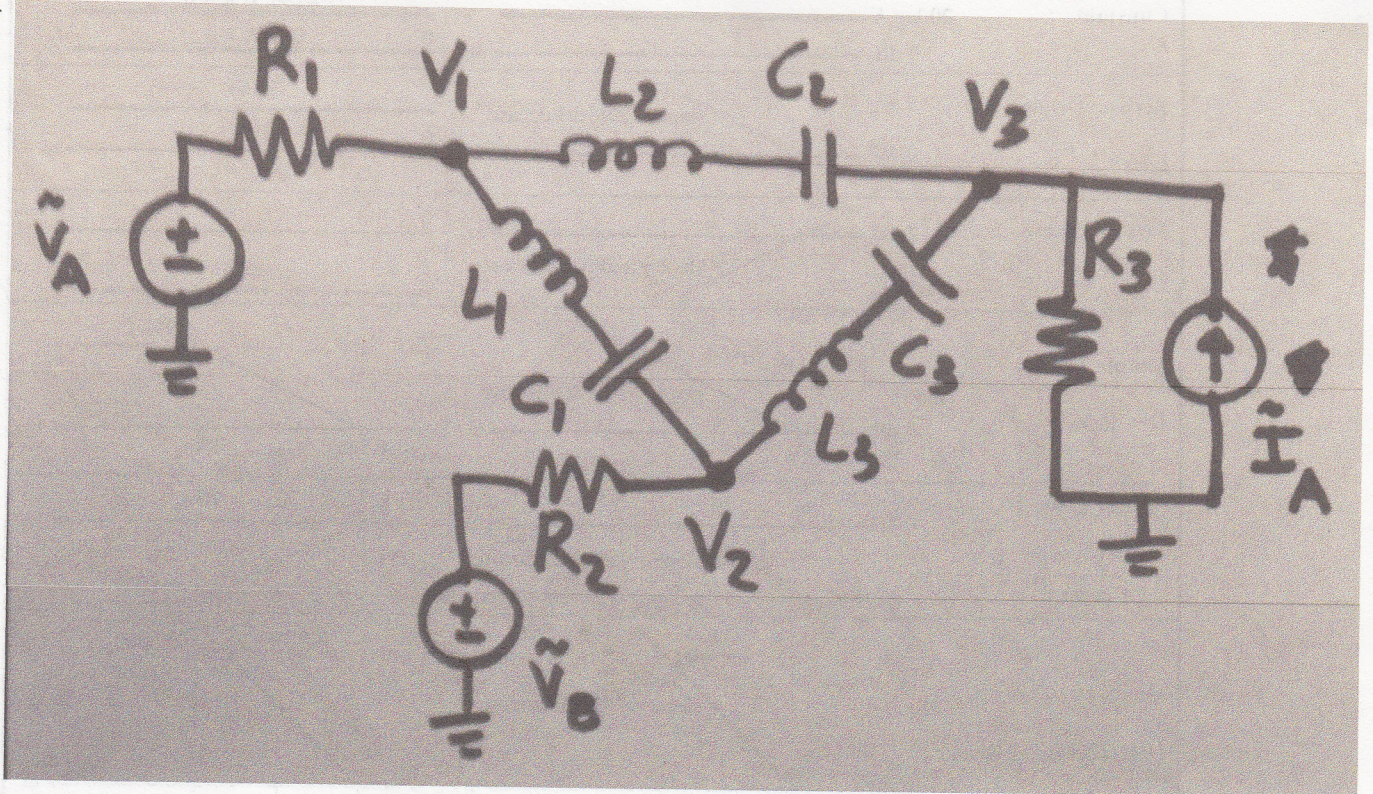 R1 V1 L2 C2 V3
ṼA + − L1 C3 R3
C1 L3 ĨA
R2 V2
+ − ṼB